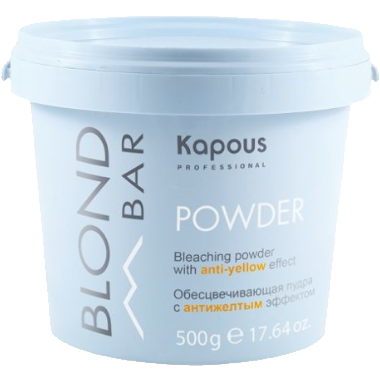 BLOND
BAR
Kapous
PROFESSIONAL
POWDER
Bleaching powder
with anti-yellow effect
Обесцвечивающая пудра
с антижелтым эффектом
500g ℮ 17.64 oz.